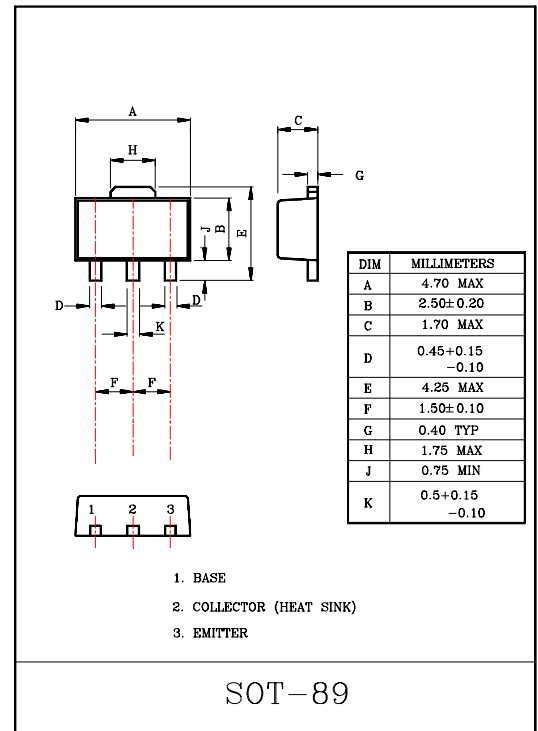 A
H
C
G
J
B
E
D
D
K
F
F
DIM MILLIMETERS
A 4.70 MAX
B 2.50±0.20
C 1.70 MAX
D 0.45+0.15
−0.10
E 4.25 MAX
F 1.50±0.10
G 0.40 TYP
H 1.75 MAX
J 0.75 MIN
K 0.5+0.15
−0.10
1 2 3
1. BASE
2. COLLECTOR (HEAT SINK)
3. EMITTER
SOT−89